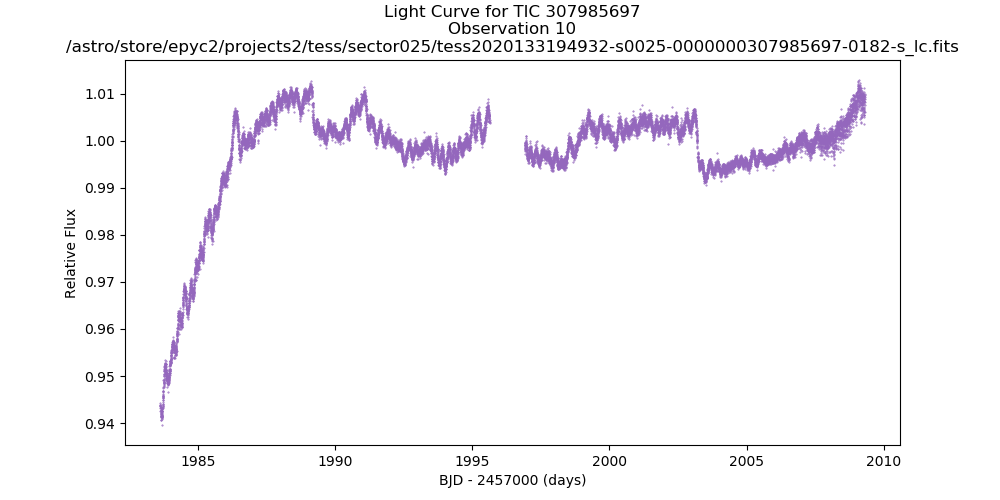 Light Curve for TIC 307985697
Observation 10
/astro/store/epyc2/projects2/tess/sector025/tess2020133194932-s0025-0000000307985697-0182-s_lc.fits
1.01
1.00
0.99
0.98
0.97
0.96
0.95
0.94
Relative Flux
1985
1990
1995
2000
2005
2010
BJD - 2457000 (days)